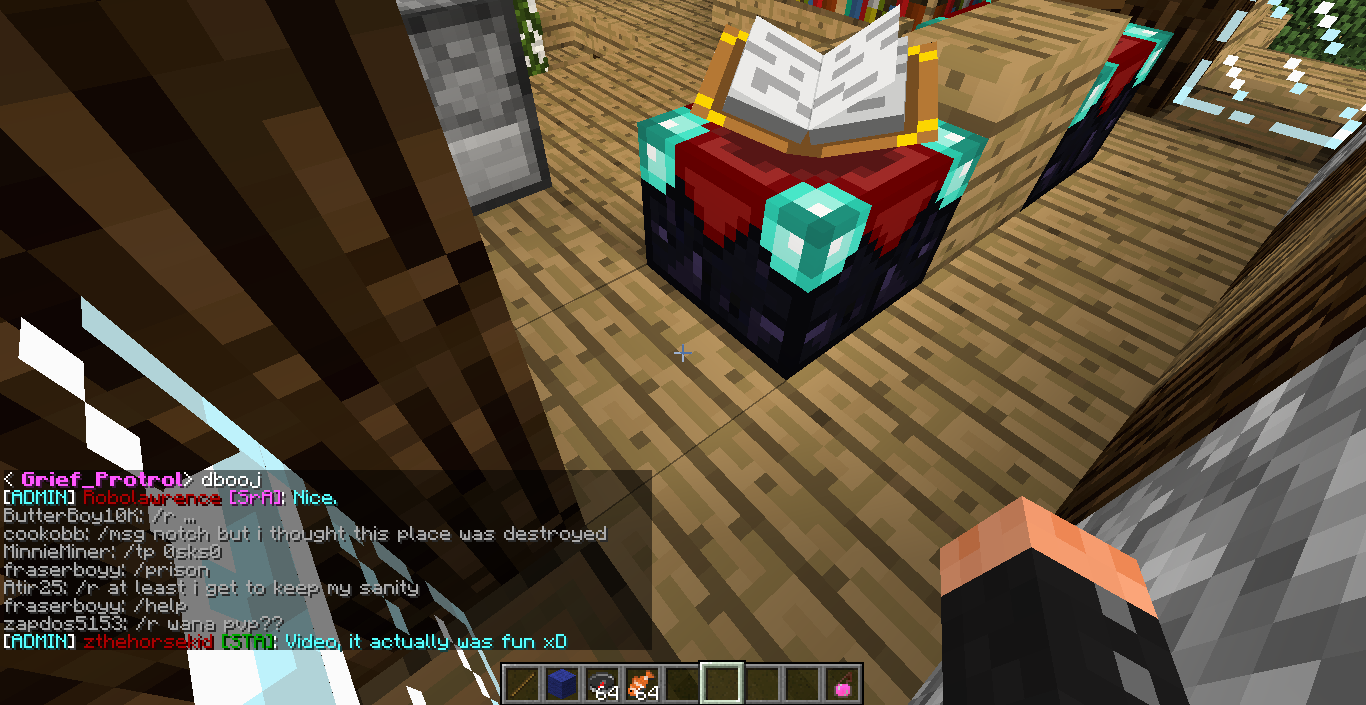 < Grief_Protrol> dbooj
[ADMIN] Robolawrence [SrA]: Nice.
ButterBoy10K: /r ...
cookobb: /msg notch but i thought this place was destroyed
MinnieMiner: /tp 0sks0
fraserboyy: /prison
Atir25: /r at least i get to keep my sanity
fraserboyy: /help
zapdos5153: /r wana pvp??
[ADMIN] zthehorsekid [STA]: Video, it actually was fun xD
64 64